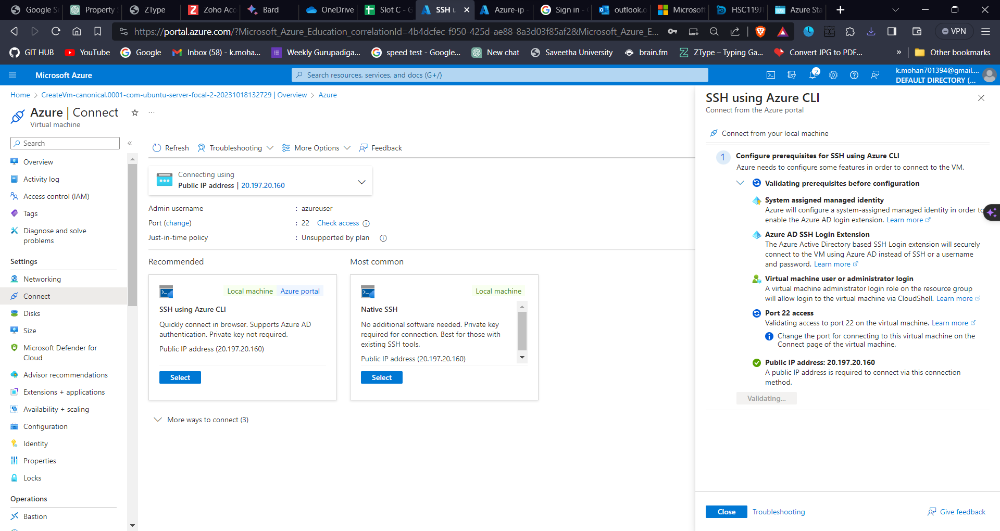 Google S
Property
ZType
Zoho Acc
Bard
OneDrive
Slot C - G
SSH u
Azure-ip -
Sign in -
outlook.o
Microsoft
HSC119J
Azure Sta
https://portal.azure.com/?Microsoft_Azure_Education_correlationId=4b4dcfec-f950-425d-ae88-8a3d03f85af2&Microsoft_Azure_E...
VPN
GIT HUB
YouTube
Google
Inbox (58) - k.moha...
Weekly Gurupadiga...
speed test - Google...
New chat
Saveetha University
brain.fm
ZType – Typing Ga...
Convert JPG to PDF...
»
Other bookmarks
Microsoft Azure
Search resources, services, and docs (G+/)
2
k.mohan701394@gmail....
DEFAULT DIRECTORY (...
Home > CreateVm-canonical.0001-com-ubuntu-server-focal-2-20231018132729 | Overview > Azure
Azure | Connect
...
Virtual machine
Search
«
Overview
Activity log
Access control (IAM)
Tags
Diagnose and solve
problems
Settings
Networking
Connect
Disks
Size
Microsoft Defender for
Cloud
Advisor recommendations
Extensions + applications
Availability + scaling
Configuration
Identity
Properties
Locks
Operations
Bastion
Refresh
Troubleshooting
More Options
Feedback
Connecting using
Public IP address | 20.197.20.160
Admin username : azureuser
Port (change) : 22 Check access
Just-in-time policy : Unsupported by plan
Recommended
Local machine Azure portal
SSH using Azure CLI
Quickly connect in browser. Supports Azure AD
authentication. Private key not required.
Public IP address (20.197.20.160)
Select
Most common
Local machine
Native SSH
No additional software needed. Private key
required for connection. Best for those with
existing SSH tools.
Public IP address (20.197.20.160)
Select
More ways to connect (3)
SSH using Azure CLI
Connect from the Azure portal
Connect from your local machine
1
Configure prerequisites for SSH using Azure CLI
Azure needs to configure some features in order to connect to the VM.
Validating prerequisites before configuration
System assigned managed identity
Azure will configure a system-assigned managed identity in order to
enable the Azure AD login extension. Learn more
Azure AD SSH Login Extension
The Azure Active Directory based SSH Login extension will securely
connect to the VM using Azure AD instead of SSH or a username
and password. Learn more
Virtual machine user or administrator login
A virtual machine administrator login role on the resource group
will allow login to the virtual machine via CloudShell. Learn more
Port 22 access
Validating access to port 22 on the virtual machine. Learn more
Change the port for connecting to this virtual machine on the
Connect page of the virtual machine.
Public IP address: 20.197.20.160
A public IP address is required to connect via this connection
method.
Validating...
Close
Troubleshooting
Give feedback